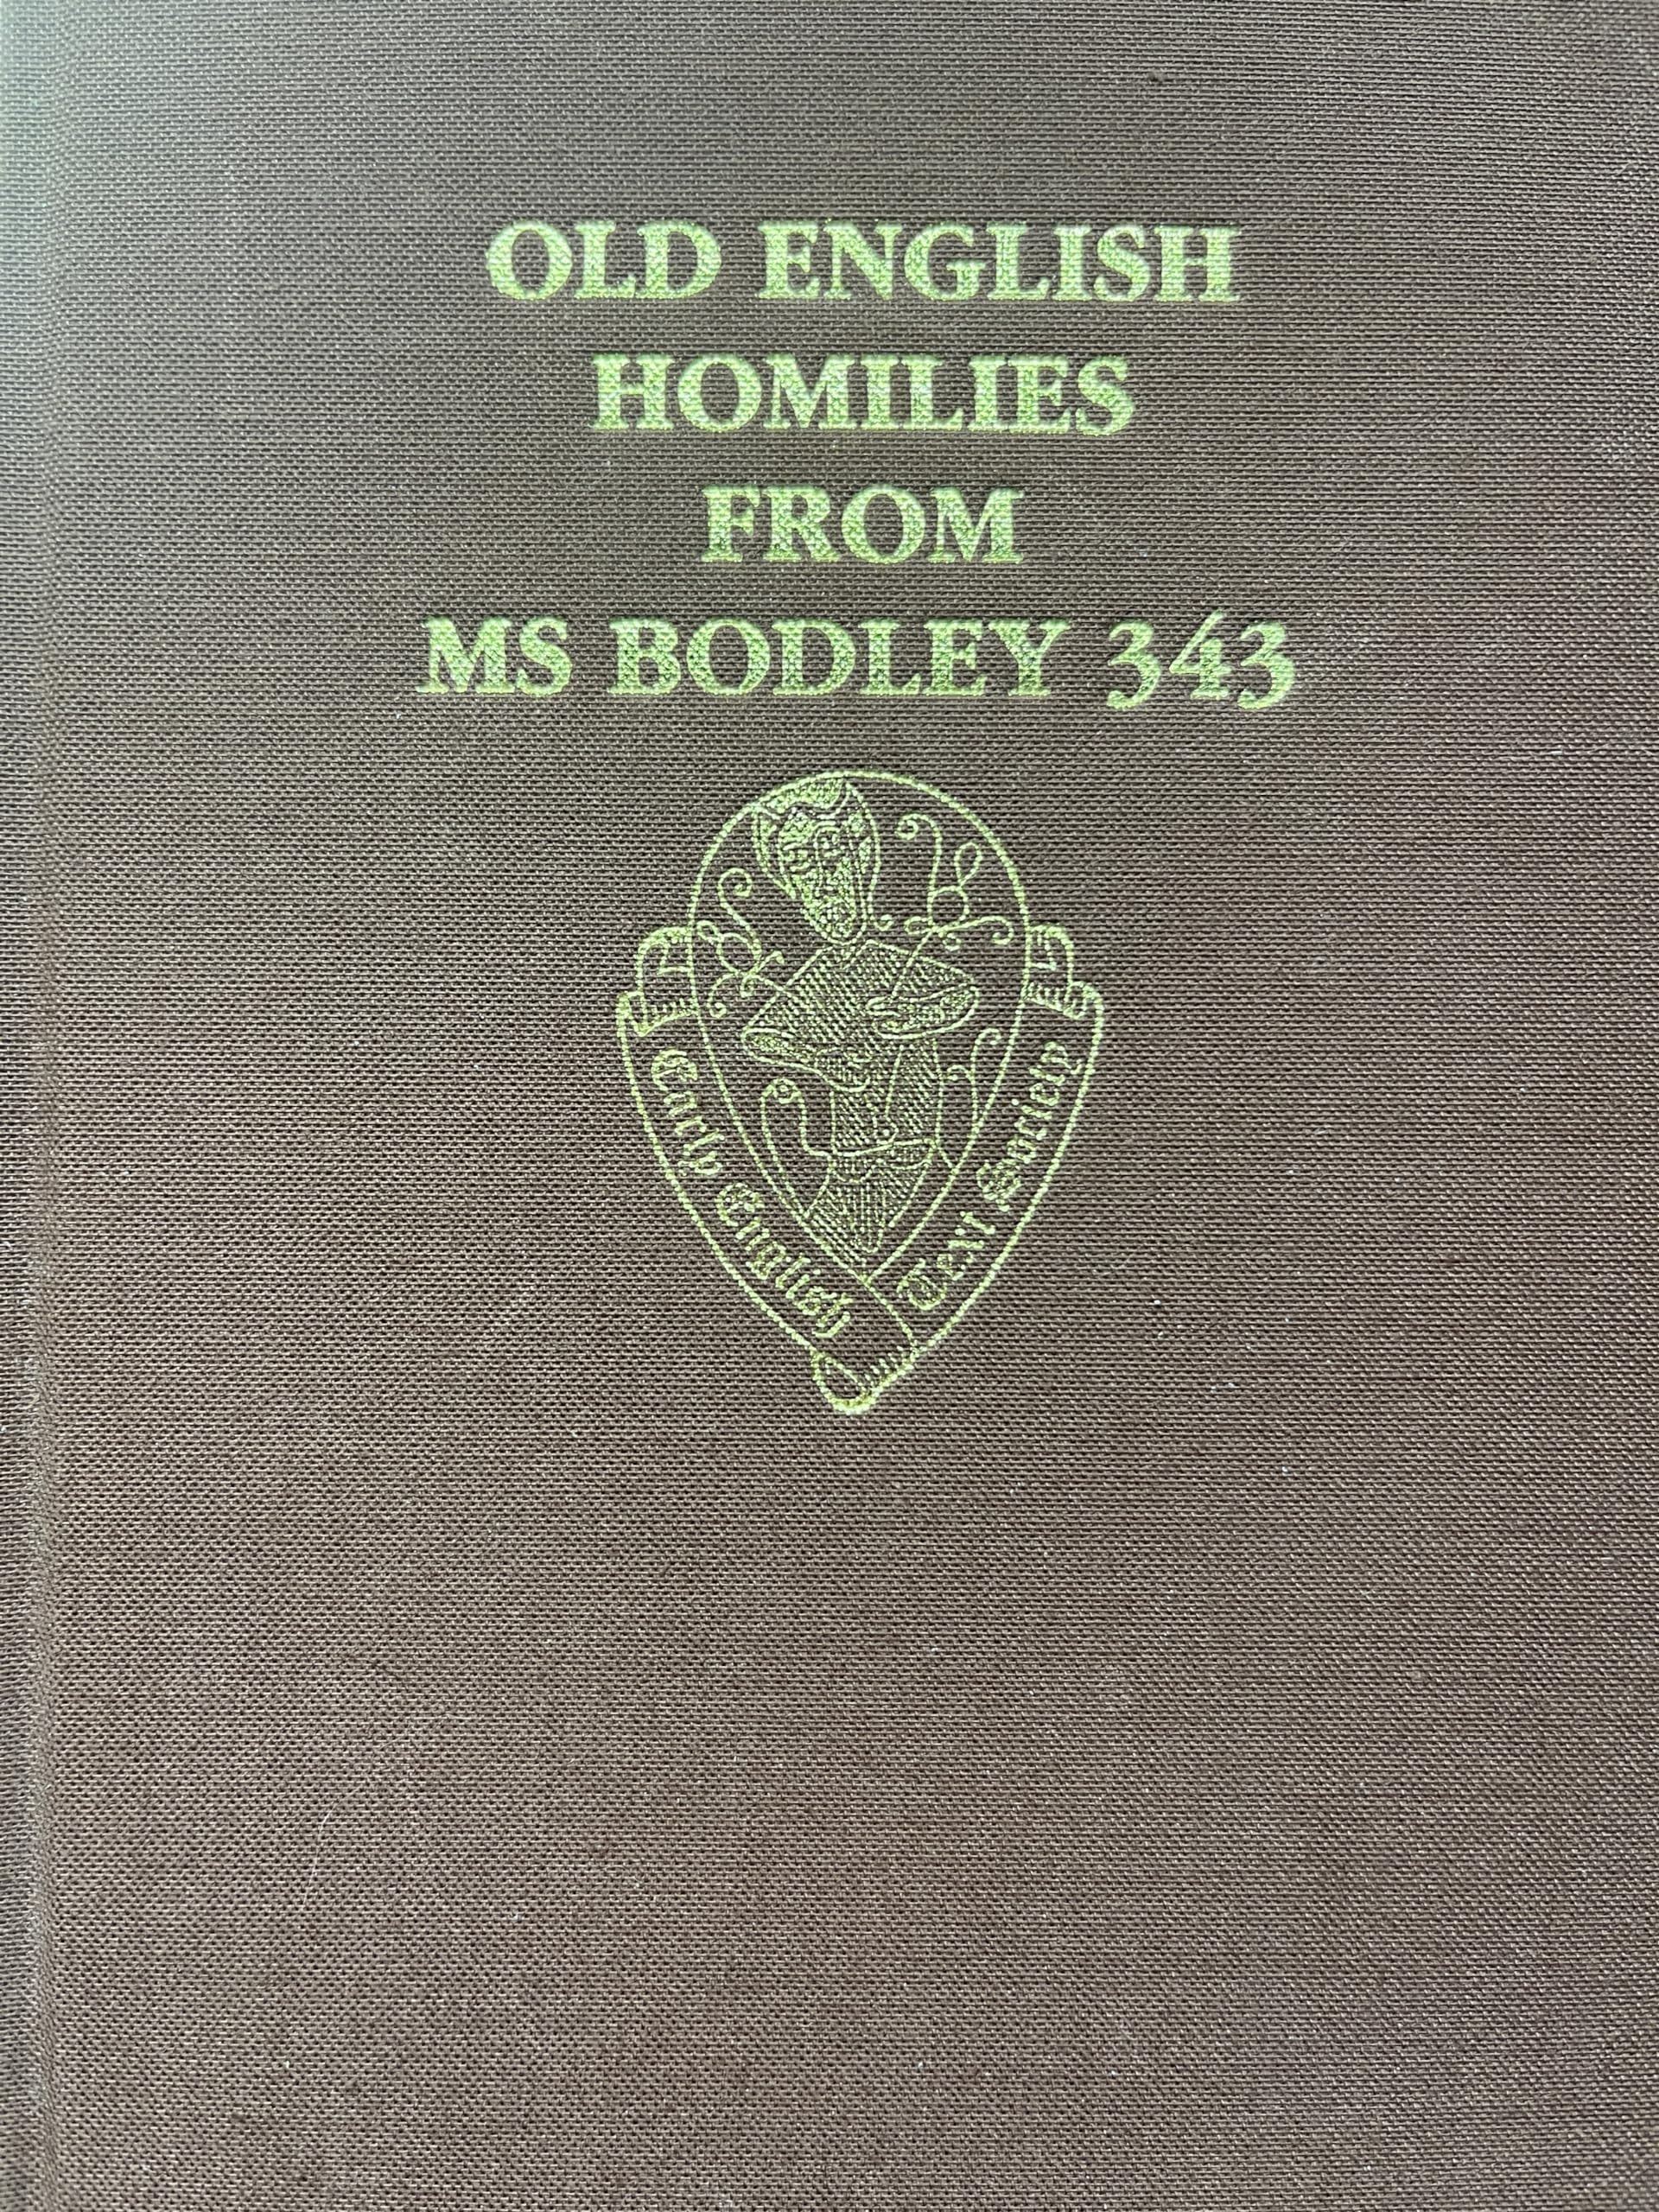 OLD ENGLISH
HOMILIES
FROM
MS BODLEY 343
Early English
Text Society